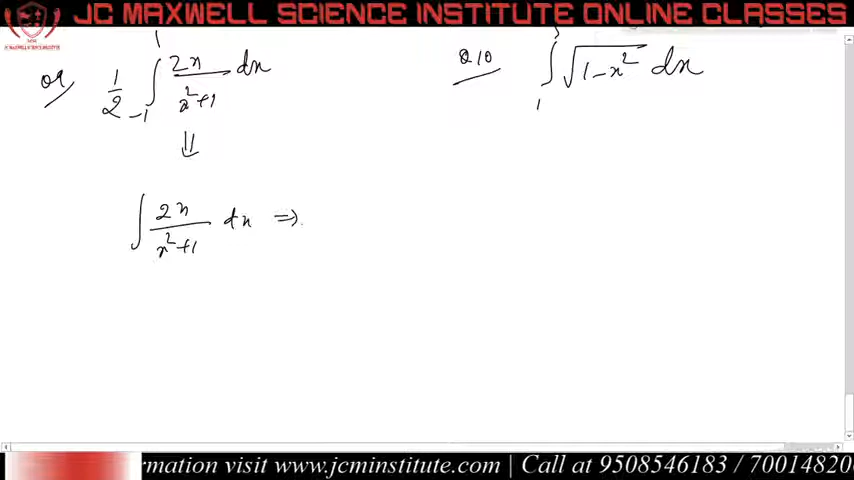 JC MAXWELL SCIENCE INSTITUTE ONLINE CLASSES
or 1/2 ∫_{-1}^{1} 2x/(x²+1) dx
⇓
∫ 2x/(x²+1) dx ⇒
Q10 ∫_1 √(1-x²) dx
rmation visit www.jcminstitute.com | Call at 9508546183 / 70014820